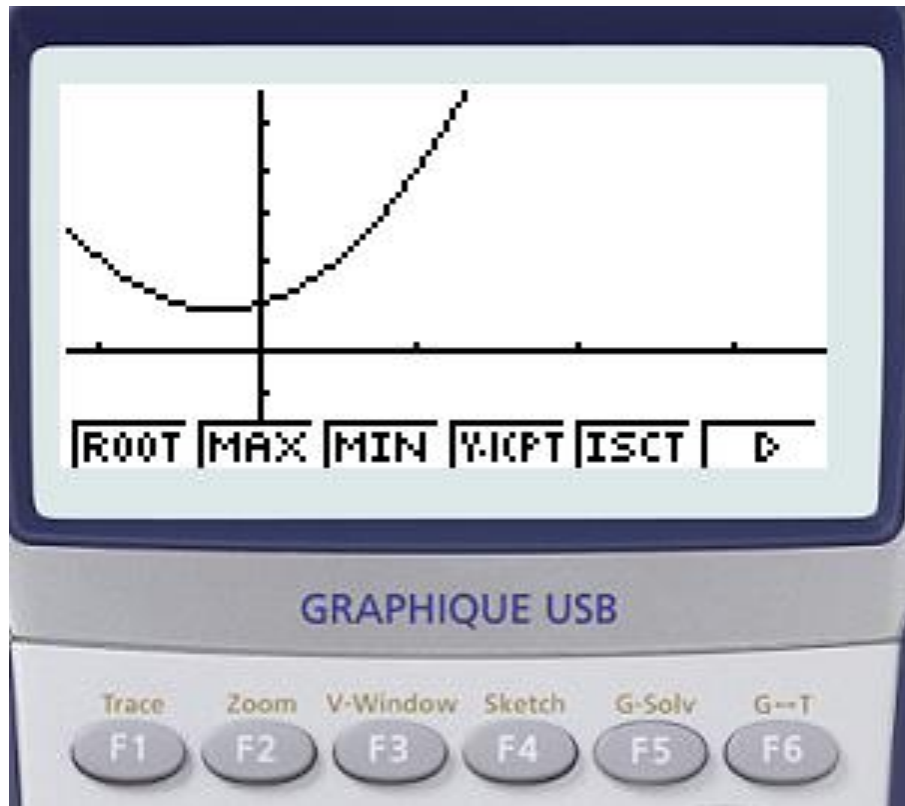 ROOT MAX MIN Y-ICPT ISCT ▷
GRAPHIQUE USB
Trace Zoom V-Window Sketch G-Solv G↔T
F1 F2 F3 F4 F5 F6